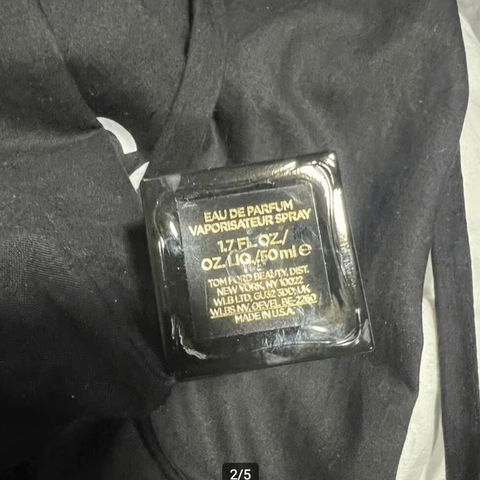 EAU DE PARFUM
VAPORISATEUR SPRAY
1.7 FL.OZ./
OZ. LIQ./50 ml e
TOM FORD BEAUTY, DIST.
NEW YORK, NY 10022
WLB LTD, GU32 3DD, UK
WLBS NV, OEVEL BE-2260
MADE IN U.S.A.
2/5